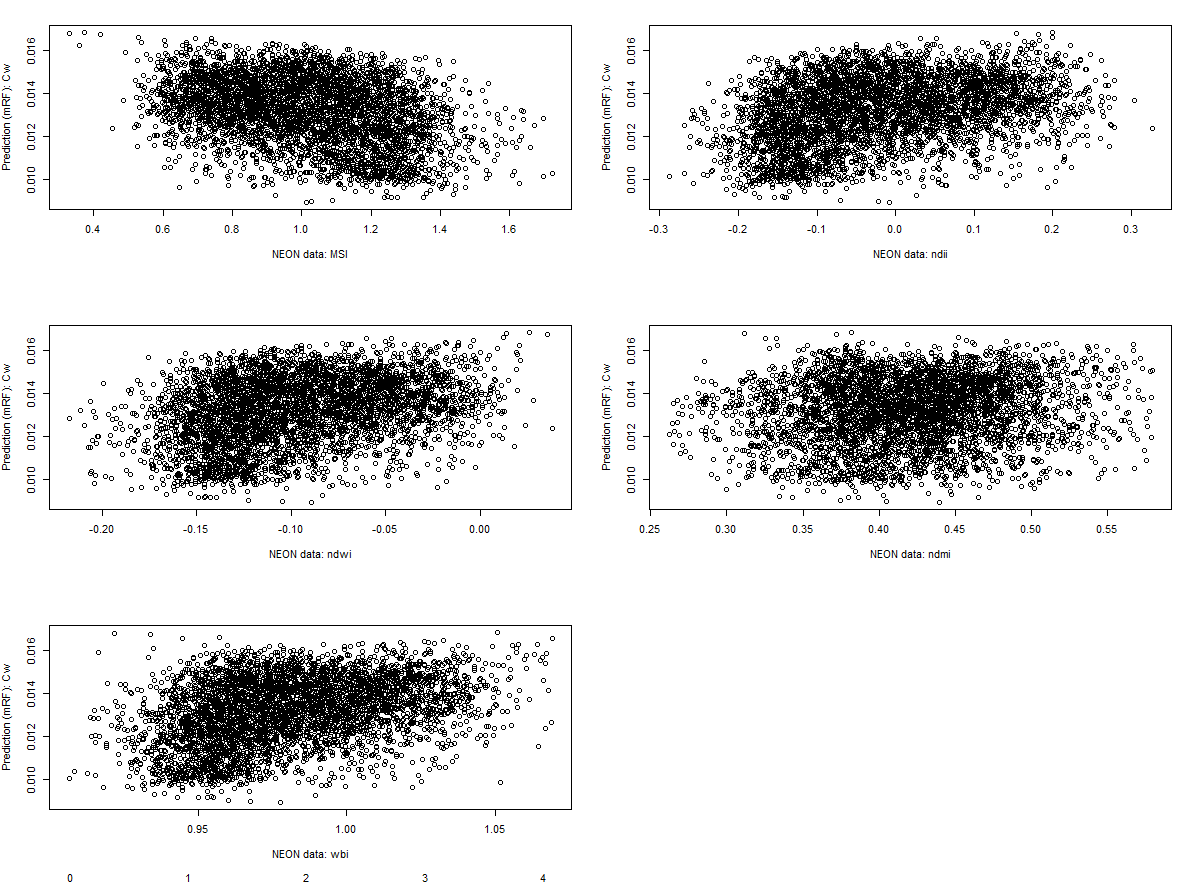 Prediction (mRF): Cw
0.016
0.014
0.012
0.010
0.4 0.6 0.8 1.0 1.2 1.4 1.6
NEON data: MSI
Prediction (mRF): Cw
0.016
0.014
0.012
0.010
-0.3 -0.2 -0.1 0.0 0.1 0.2 0.3
NEON data: ndii
Prediction (mRF): Cw
0.016
0.014
0.012
0.010
-0.20 -0.15 -0.10 -0.05 0.00
NEON data: ndwi
Prediction (mRF): Cw
0.016
0.014
0.012
0.010
0.25 0.30 0.35 0.40 0.45 0.50 0.55
NEON data: ndmi
Prediction (mRF): Cw
0.016
0.014
0.012
0.010
0.95 1.00 1.05
NEON data: wbi
0 1 2 3 4